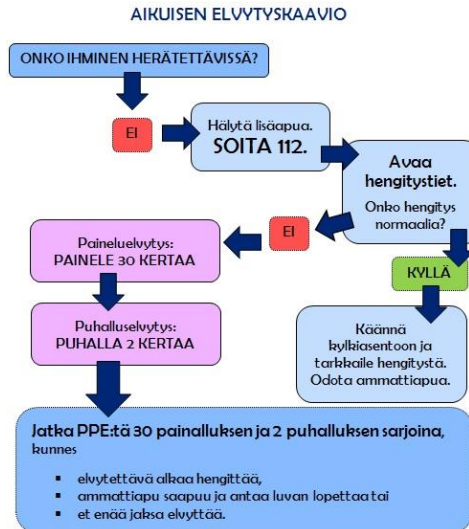 AIKUISEN ELVYTYSKAAVIO
ONKO IHMINEN HERÄTETTÄVISSÄ?
EI
Hälytä lisäapua.
SOITA 112.
Avaa
hengitystiet.
Onko hengitys
normaalia?
EI
Paineluelvytys:
PAINELE 30 KERTAA
KYLLÄ
Puhalluselvytys:
PUHALLA 2 KERTAA
Käännä
kylkiasentoon ja
tarkkaile hengitystä.
Odota ammattiapua.
Jatka PPE:tä 30 painalluksen ja 2 puhalluksen sarjoina,
kunnes
▪ elvytettävä alkaa hengittää,
▪ ammattiapu saapuu ja antaa luvan lopettaa tai
▪ et enää jaksa elvyttää.